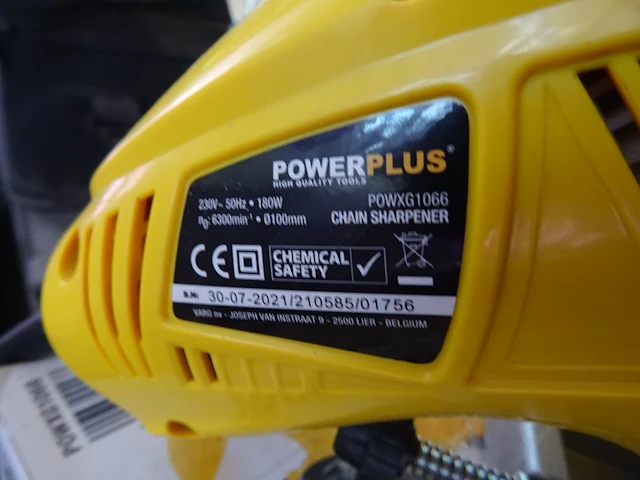 POWERPLUS®
HIGH QUALITY TOOLS
230V~ 50Hz • 180W
POWXG1066
n₀: 6300min⁻¹ • Ø100mm
CHAIN SHARPENER
CE
CHEMICAL
SAFETY
S.N.: 30-07-2021/210585/01756
VARO nv - JOSEPH VAN INSTRAAT 9 - 2500 LIER - BELGIUM
POWXG1066